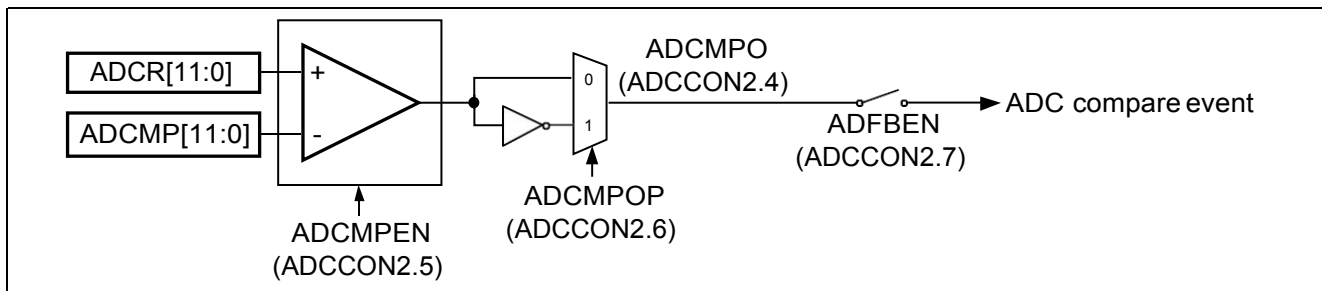 ADCR[11:0]
ADCMP[11:0]
+
-
ADCMPEN
(ADCCON2.5)
0
1
ADCMPOP
(ADCCON2.6)
ADCMPO
(ADCCON2.4)
ADFBEN
(ADCCON2.7)
ADC compare event